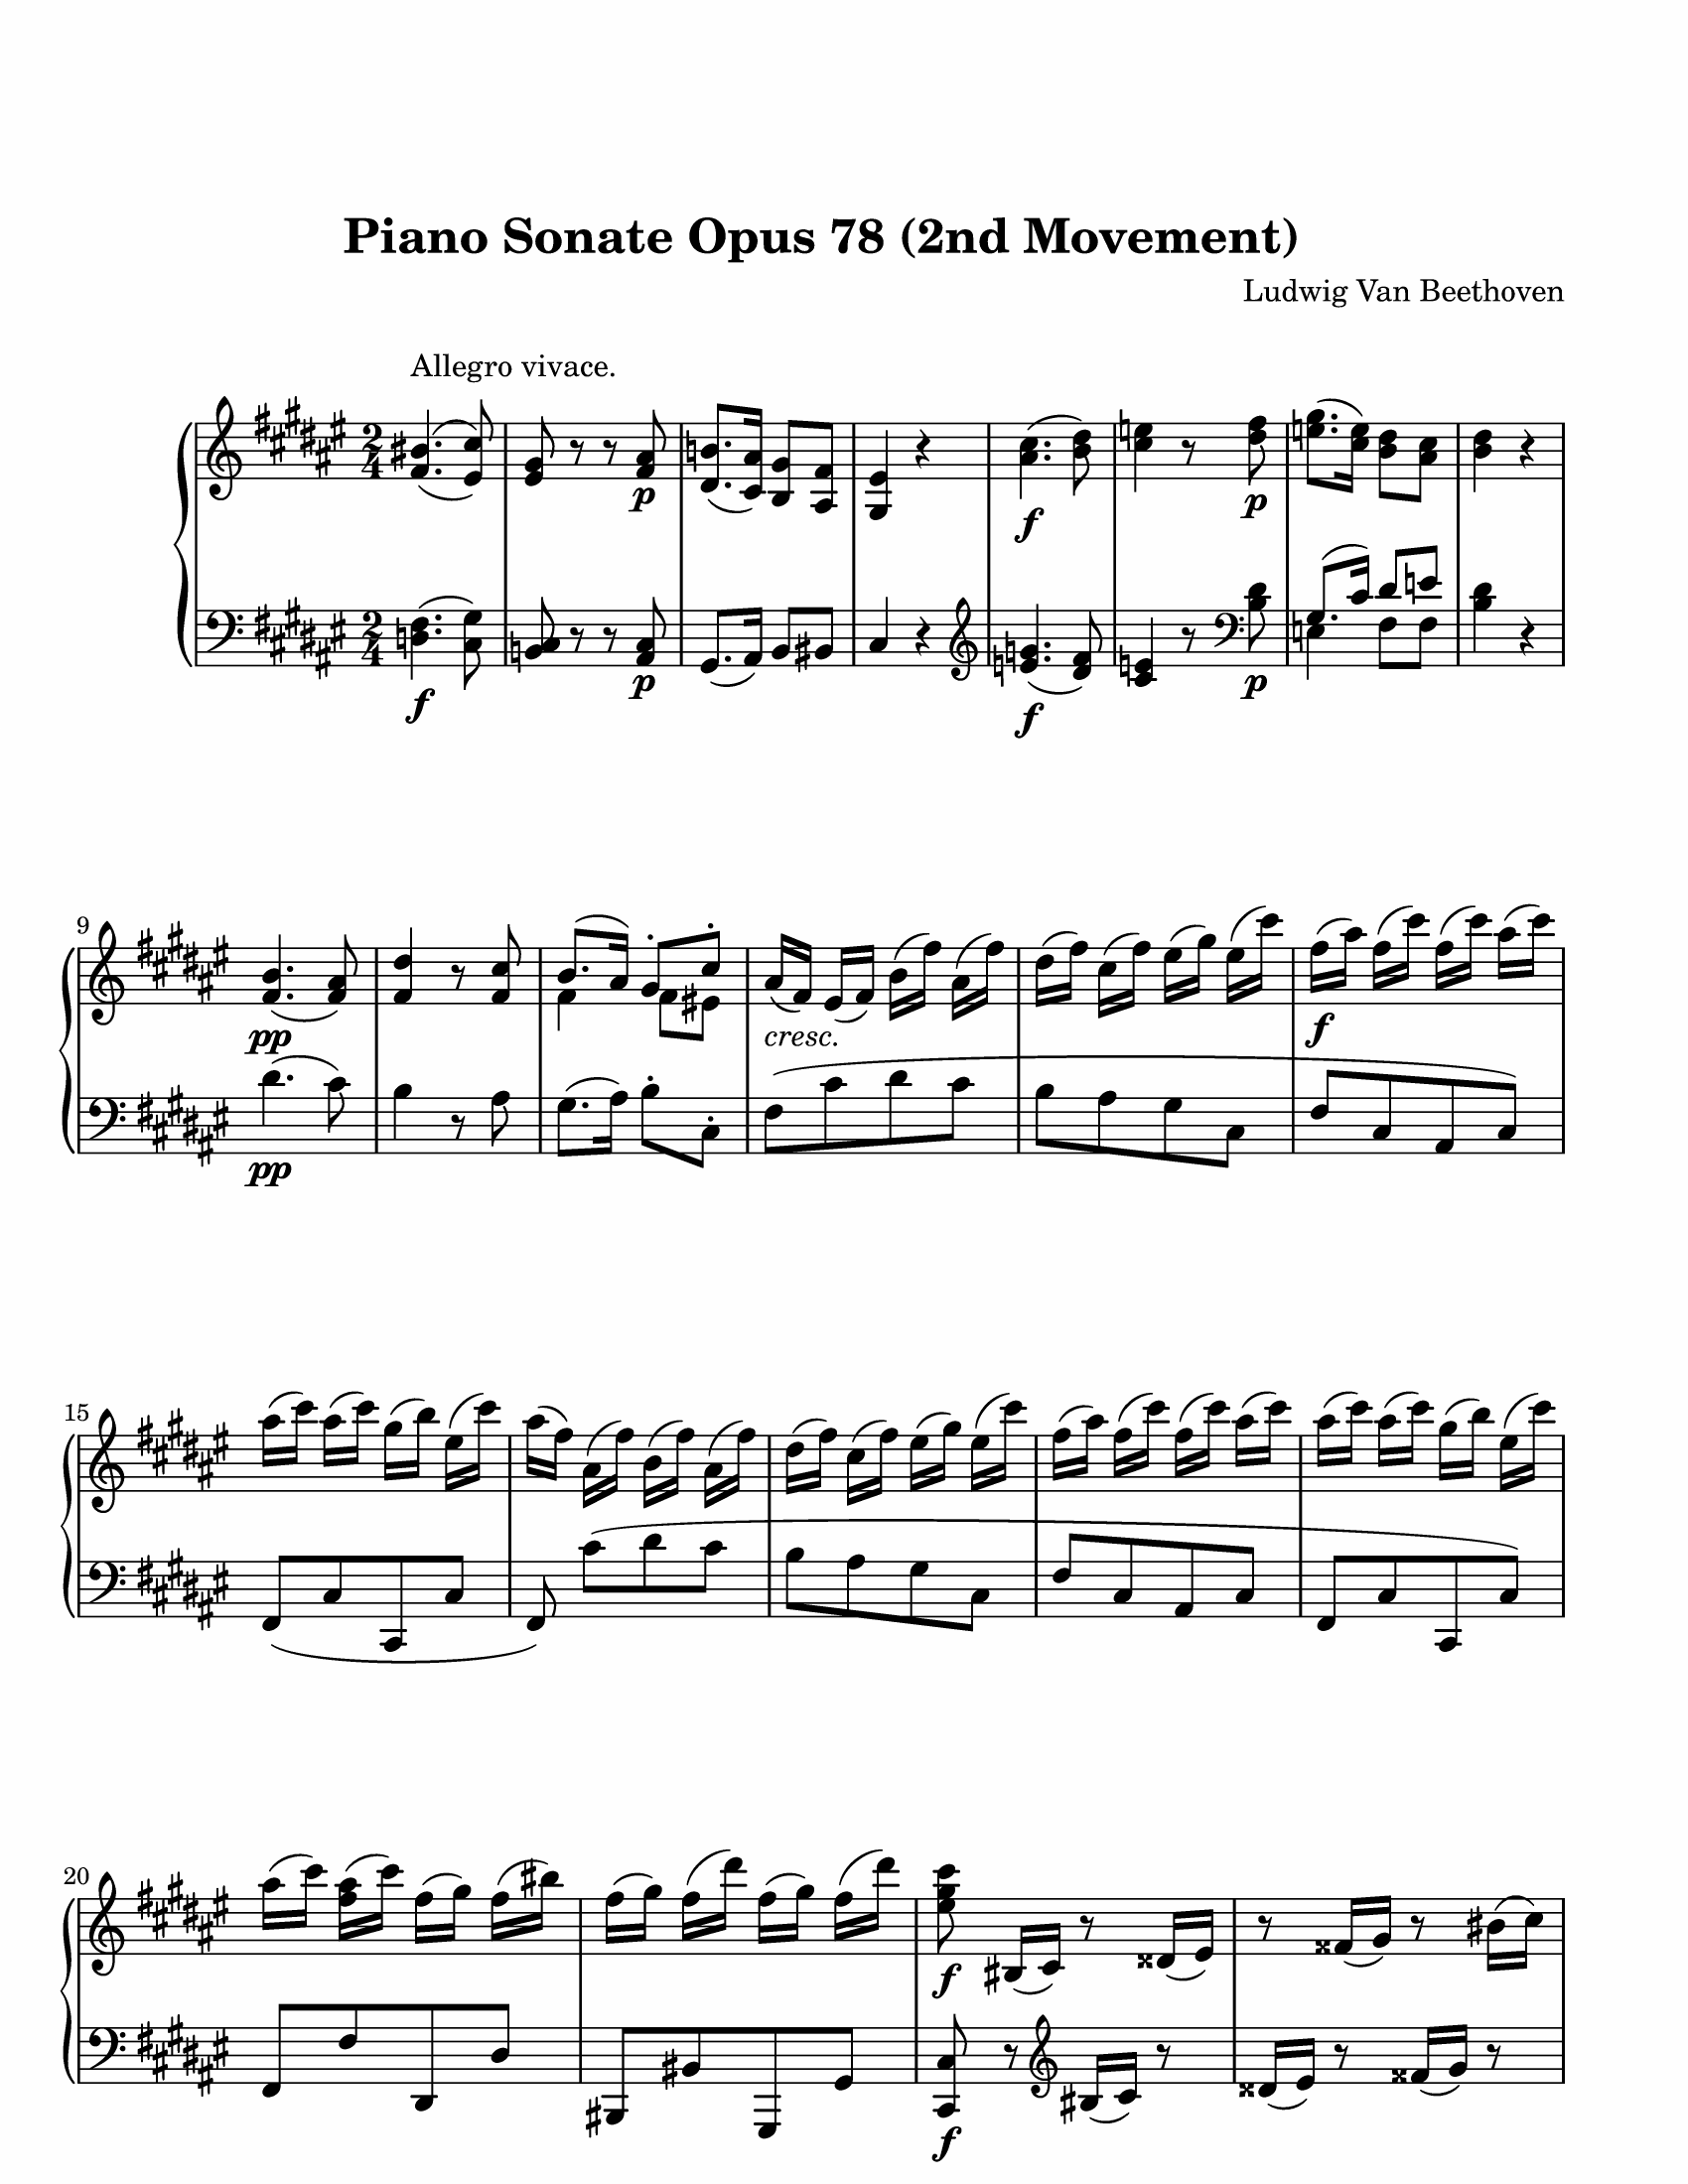 Piano Sonate Opus 78 (2nd Movement)
Ludwig Van Beethoven
Allegro vivace.
p f p
f p f p
9
pp cresc. f
pp
15
20
f
f